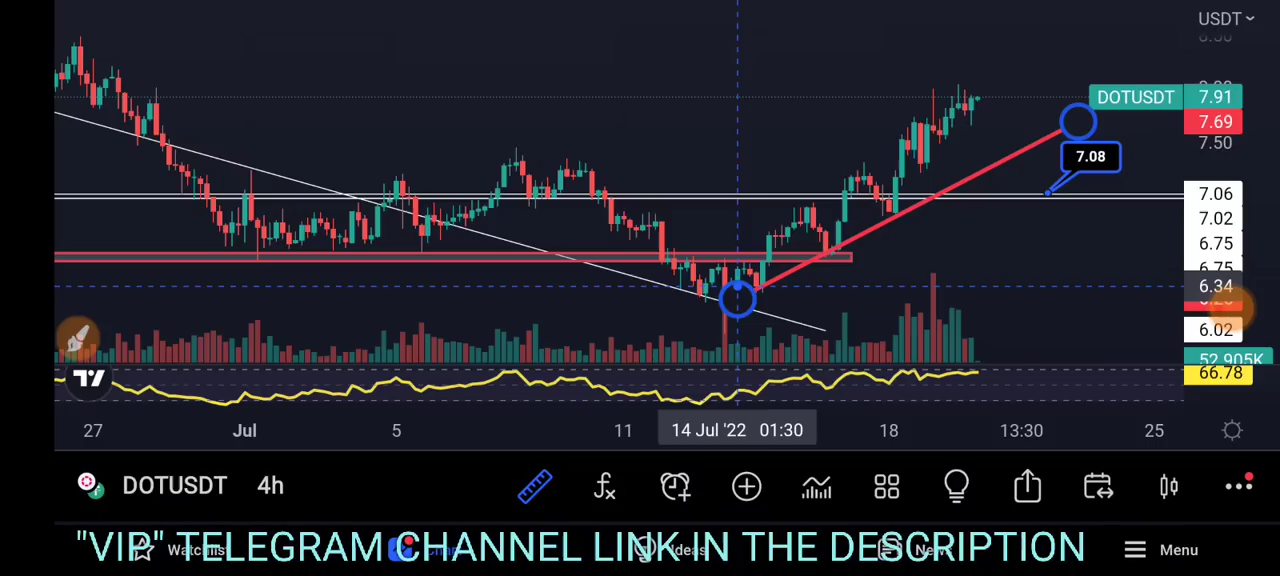 USDT
DOTUSDT 7.91
7.69
7.50
7.08
7.06
7.02
6.75
6.75
6.34
6.02
52.905K
66.78
27 Jul 5 11 14 Jul '22 01:30 18 13:30 25
DOTUSDT 4h
"VIP" TELEGRAM CHANNEL LINK IN THE DESCRIPTION
Menu